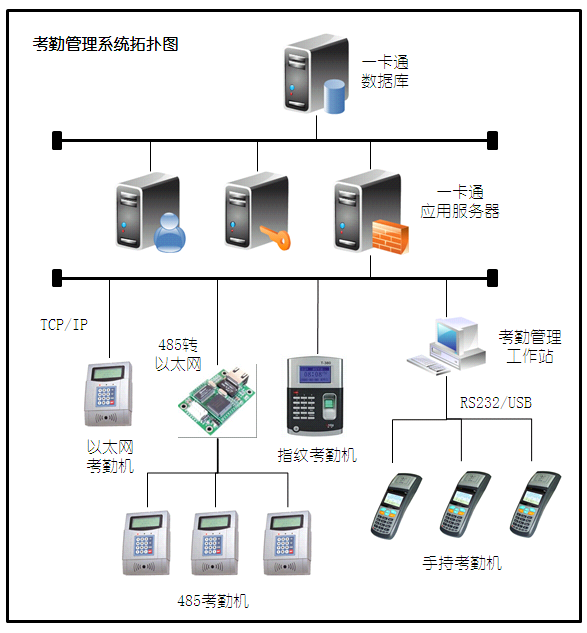 考勤管理系统拓扑图
一卡通
数据库
一卡通
应用服务器
TCP/IP
485转
以太网
考勤管理
工作站
RS232/USB
以太网
考勤机
指纹考勤机
手持考勤机
485考勤机